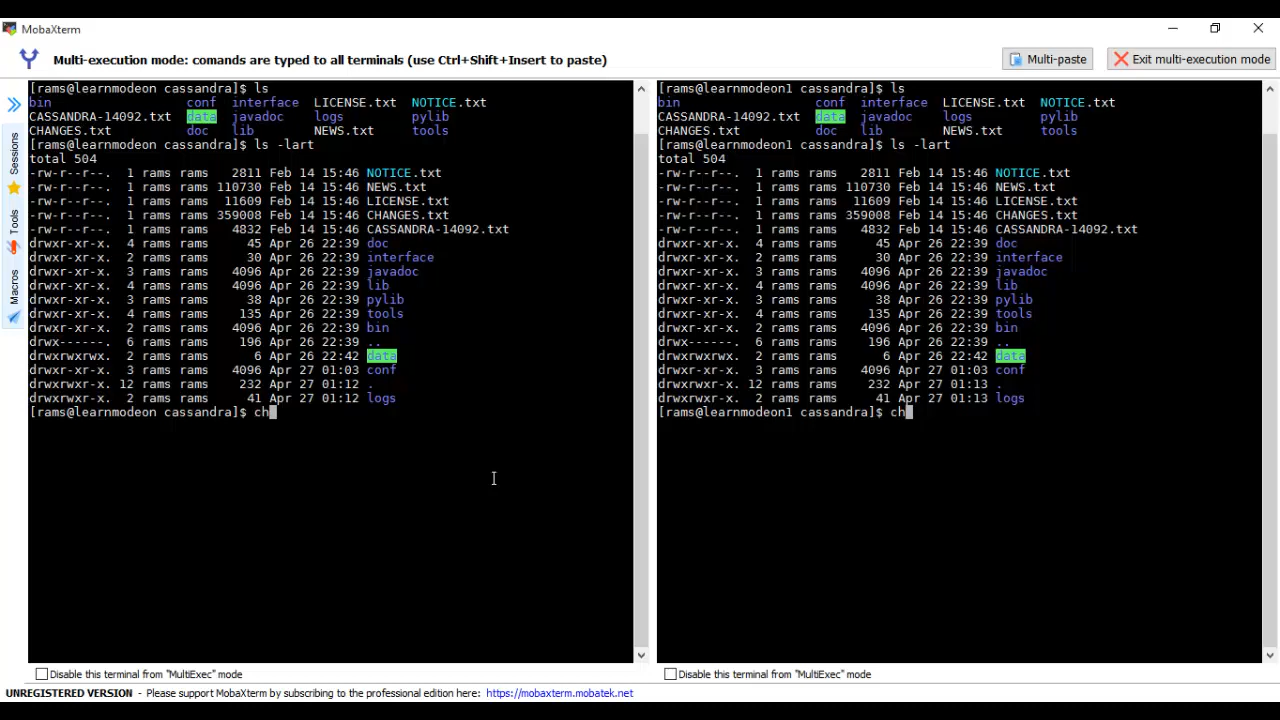 MobaXterm
Multi-execution mode: comands are typed to all terminals (use Ctrl+Shift+Insert to paste)
Multi-paste
Exit multi-execution mode
Sessions
Tools
Macros
[rams@learnmodeon cassandra]$ ls
bin conf interface LICENSE.txt NOTICE.txt
CASSANDRA-14092.txt data javadoc logs pylib
CHANGES.txt doc lib NEWS.txt tools
[rams@learnmodeon cassandra]$ ls -lart
total 504
-rw-r--r--. 1 rams rams 2811 Feb 14 15:46 NOTICE.txt
-rw-r--r--. 1 rams rams 110730 Feb 14 15:46 NEWS.txt
-rw-r--r--. 1 rams rams 11609 Feb 14 15:46 LICENSE.txt
-rw-r--r--. 1 rams rams 359008 Feb 14 15:46 CHANGES.txt
-rw-r--r--. 1 rams rams 4832 Feb 14 15:46 CASSANDRA-14092.txt
drwxr-xr-x. 4 rams rams 45 Apr 26 22:39 doc
drwxr-xr-x. 2 rams rams 30 Apr 26 22:39 interface
drwxr-xr-x. 3 rams rams 4096 Apr 26 22:39 javadoc
drwxr-xr-x. 4 rams rams 4096 Apr 26 22:39 lib
drwxr-xr-x. 3 rams rams 38 Apr 26 22:39 pylib
drwxr-xr-x. 4 rams rams 135 Apr 26 22:39 tools
drwxr-xr-x. 2 rams rams 4096 Apr 26 22:39 bin
drwx------. 6 rams rams 196 Apr 26 22:39 ..
drwxrwxrwx. 2 rams rams 6 Apr 26 22:42 data
drwxr-xr-x. 3 rams rams 4096 Apr 27 01:03 conf
drwxrwxr-x. 12 rams rams 232 Apr 27 01:12 .
drwxrwxr-x. 2 rams rams 41 Apr 27 01:12 logs
[rams@learnmodeon cassandra]$ ch
Disable this terminal from "MultiExec" mode
[rams@learnmodeon1 cassandra]$ ls
bin conf interface LICENSE.txt NOTICE.txt
CASSANDRA-14092.txt data javadoc logs pylib
CHANGES.txt doc lib NEWS.txt tools
[rams@learnmodeon1 cassandra]$ ls -lart
total 504
-rw-r--r--. 1 rams rams 2811 Feb 14 15:46 NOTICE.txt
-rw-r--r--. 1 rams rams 110730 Feb 14 15:46 NEWS.txt
-rw-r--r--. 1 rams rams 11609 Feb 14 15:46 LICENSE.txt
-rw-r--r--. 1 rams rams 359008 Feb 14 15:46 CHANGES.txt
-rw-r--r--. 1 rams rams 4832 Feb 14 15:46 CASSANDRA-14092.txt
drwxr-xr-x. 4 rams rams 45 Apr 26 22:39 doc
drwxr-xr-x. 2 rams rams 30 Apr 26 22:39 interface
drwxr-xr-x. 3 rams rams 4096 Apr 26 22:39 javadoc
drwxr-xr-x. 4 rams rams 4096 Apr 26 22:39 lib
drwxr-xr-x. 3 rams rams 38 Apr 26 22:39 pylib
drwxr-xr-x. 4 rams rams 135 Apr 26 22:39 tools
drwxr-xr-x. 2 rams rams 4096 Apr 26 22:39 bin
drwx------. 6 rams rams 196 Apr 26 22:39 ..
drwxrwxrwx. 2 rams rams 6 Apr 26 22:42 data
drwxr-xr-x. 3 rams rams 4096 Apr 27 01:03 conf
drwxrwxr-x. 12 rams rams 232 Apr 27 01:13 .
drwxrwxr-x. 2 rams rams 41 Apr 27 01:13 logs
[rams@learnmodeon1 cassandra]$ ch
Disable this terminal from "MultiExec" mode
UNREGISTERED VERSION - Please support MobaXterm by subscribing to the professional edition here: https://mobaxterm.mobatek.net